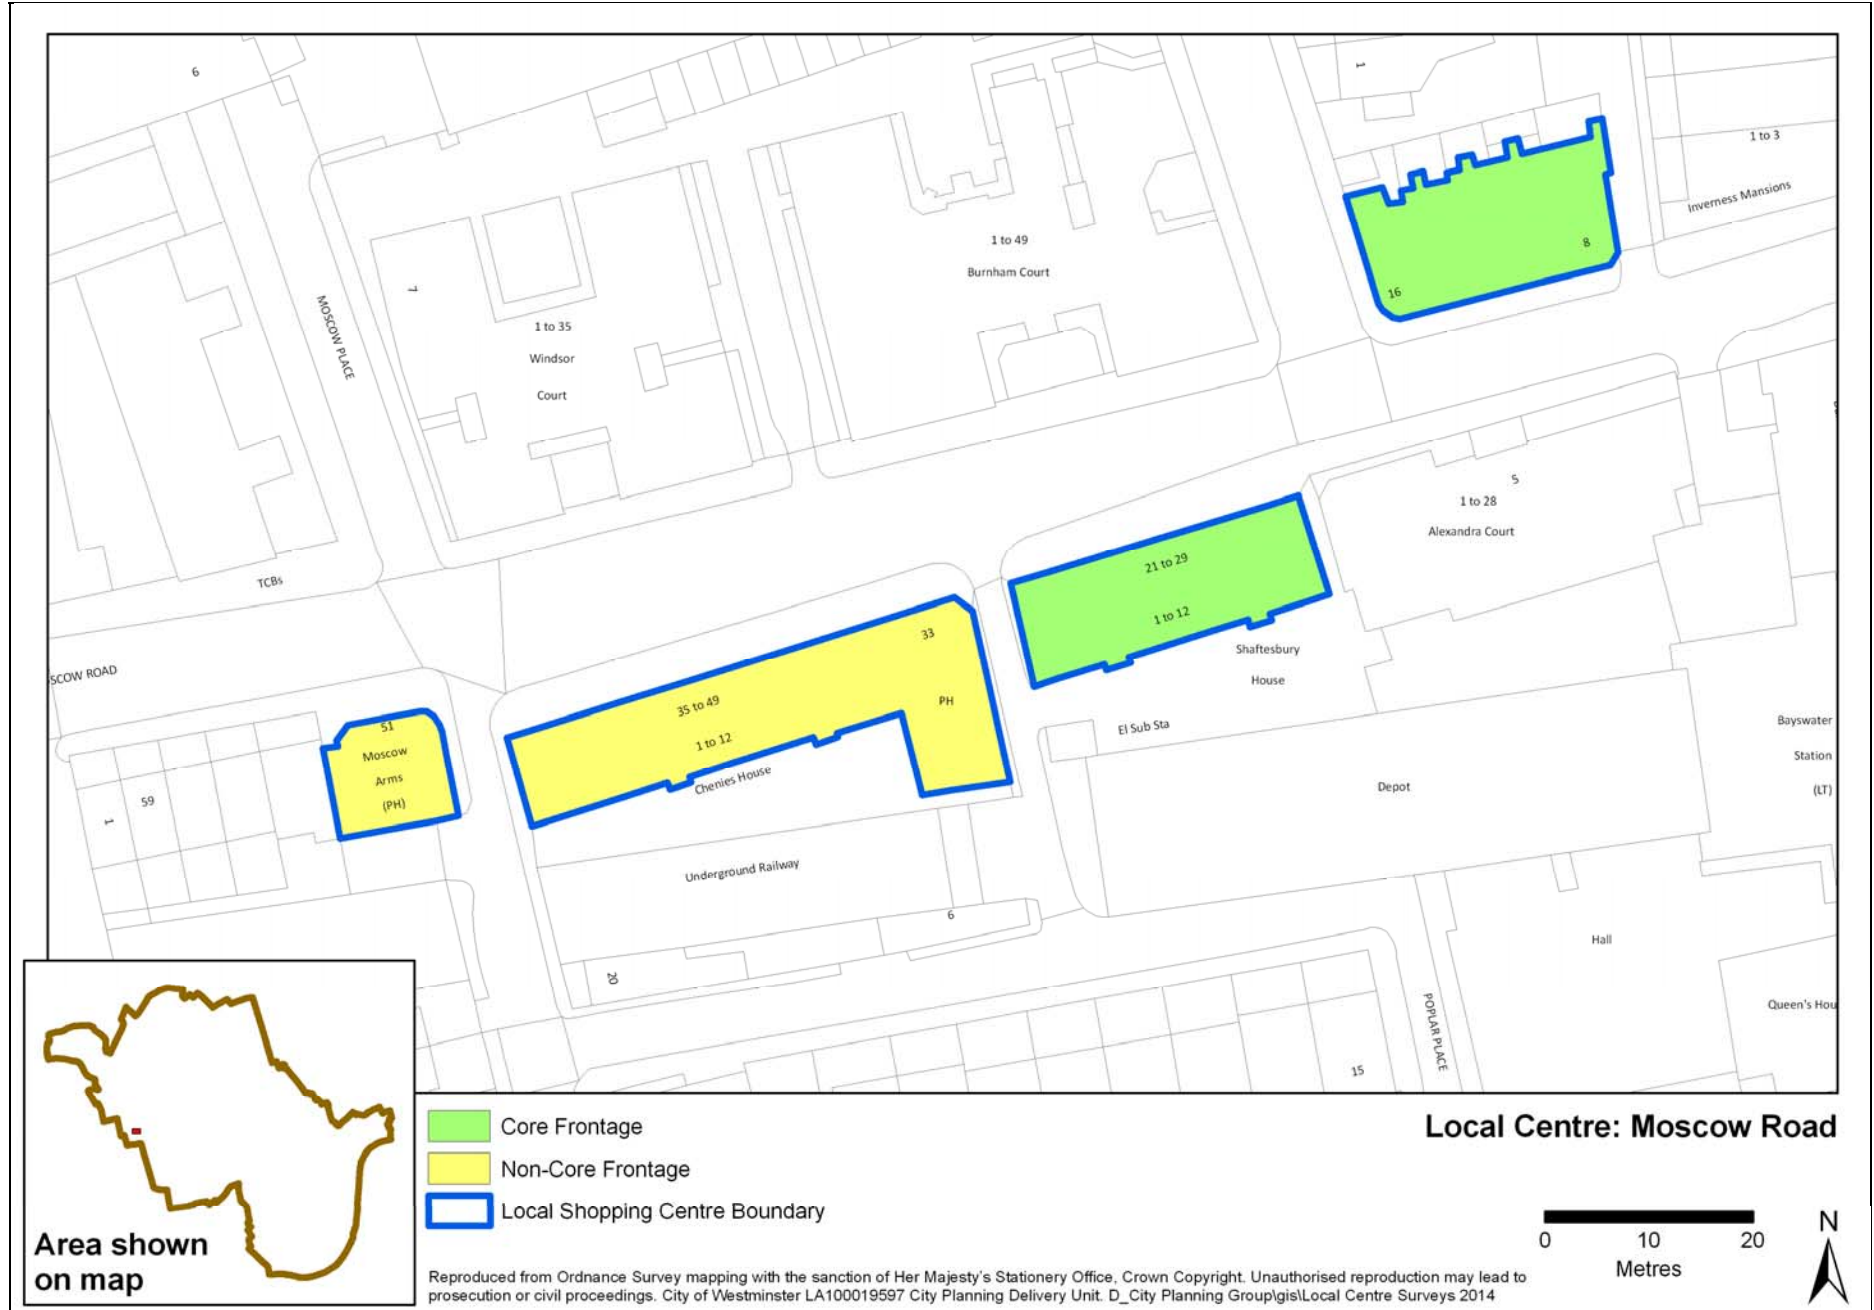 6
1
1 to 3
Inverness Mansions
7
1 to 49
Burnham Court
8
16
MOSCOW PLACE
1 to 35
Windsor
Court
5
1 to 28
Alexandra Court
21 to 29
1 to 12
Shaftesbury
House
TCBs
SCOW ROAD
33
35 to 49
PH
1 to 12
Chenies House
51
Moscow
Arms
(PH)
59
1
El Sub Sta
Depot
Bayswater
Station
(LT)
Underground Railway
6
20
Hall
Queen's Hou
POPLAR PLACE
15
Area shown
on map
Core Frontage
Non-Core Frontage
Local Shopping Centre Boundary
Local Centre: Moscow Road
0 10 20
Metres
N
Reproduced from Ordnance Survey mapping with the sanction of Her Majesty's Stationery Office, Crown Copyright. Unauthorised reproduction may lead to
prosecution or civil proceedings. City of Westminster LA100019597 City Planning Delivery Unit. D_City Planning Group\gis\Local Centre Surveys 2014